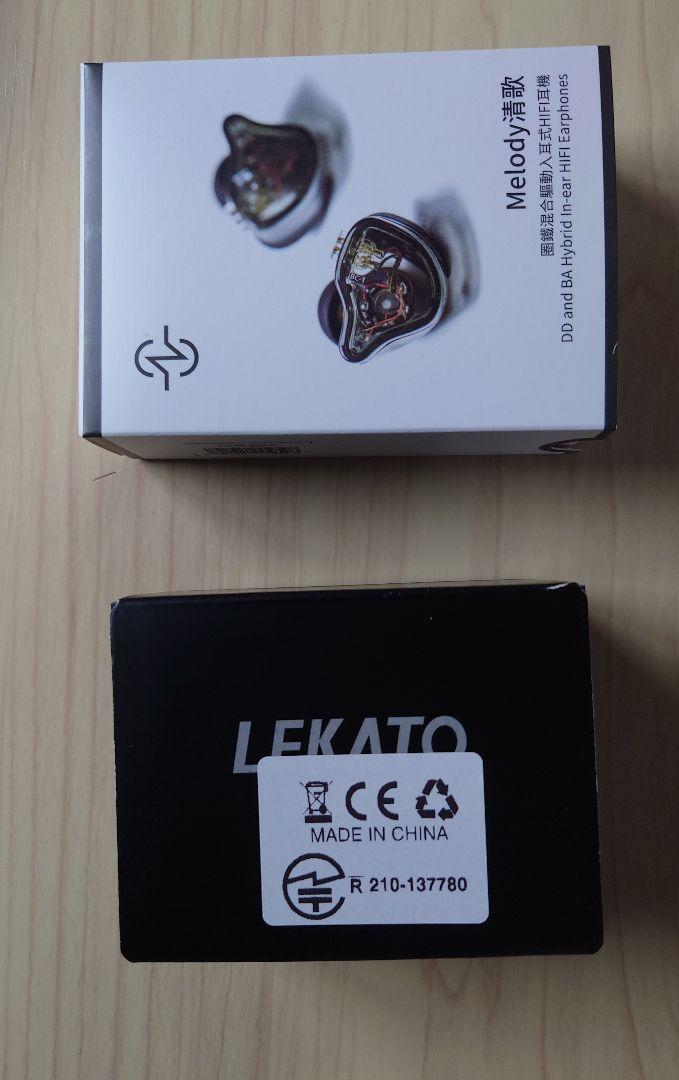 Melody清歌
圈鐵混合驅動入耳式HIFI耳機
DD and BA Hybrid In-ear HIFI Earphones
LEKATO
CE
MADE IN CHINA
R 210-137780